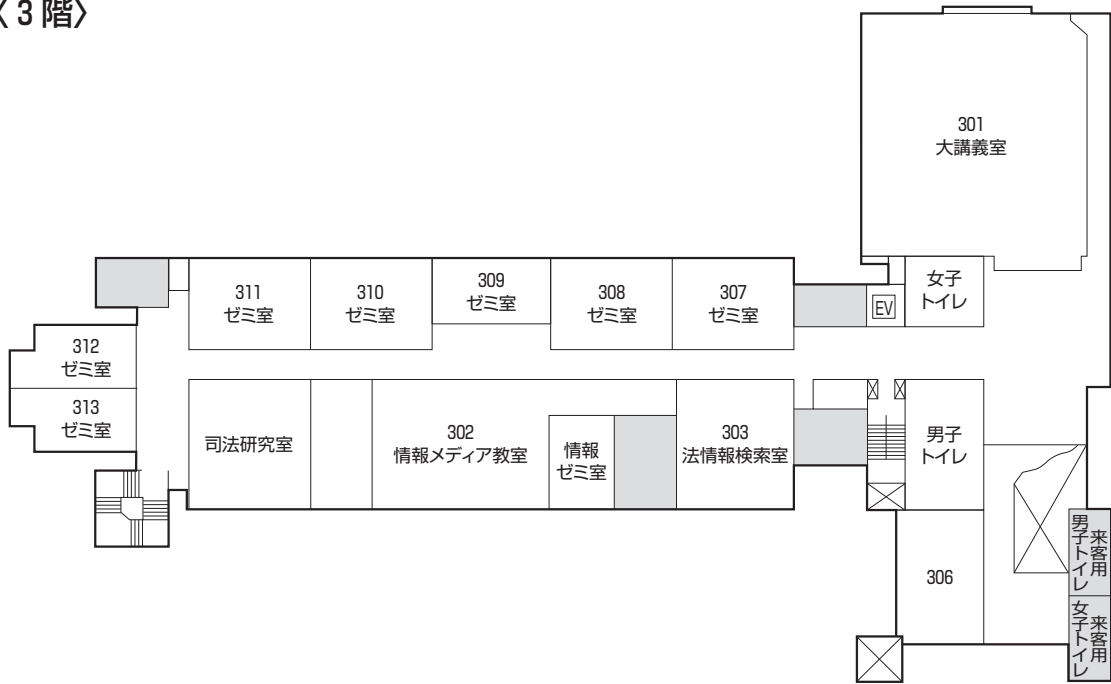 〈3階〉
301
大講義室
女子
トイレ
EV
311
ゼミ室
310
ゼミ室
309
ゼミ室
308
ゼミ室
307
ゼミ室
312
ゼミ室
313
ゼミ室
司法研究室
302
情報メディア教室
情報
ゼミ室
303
法情報検索室
男子
トイレ
306
来客用
男子トイレ
来客用
女子トイレ